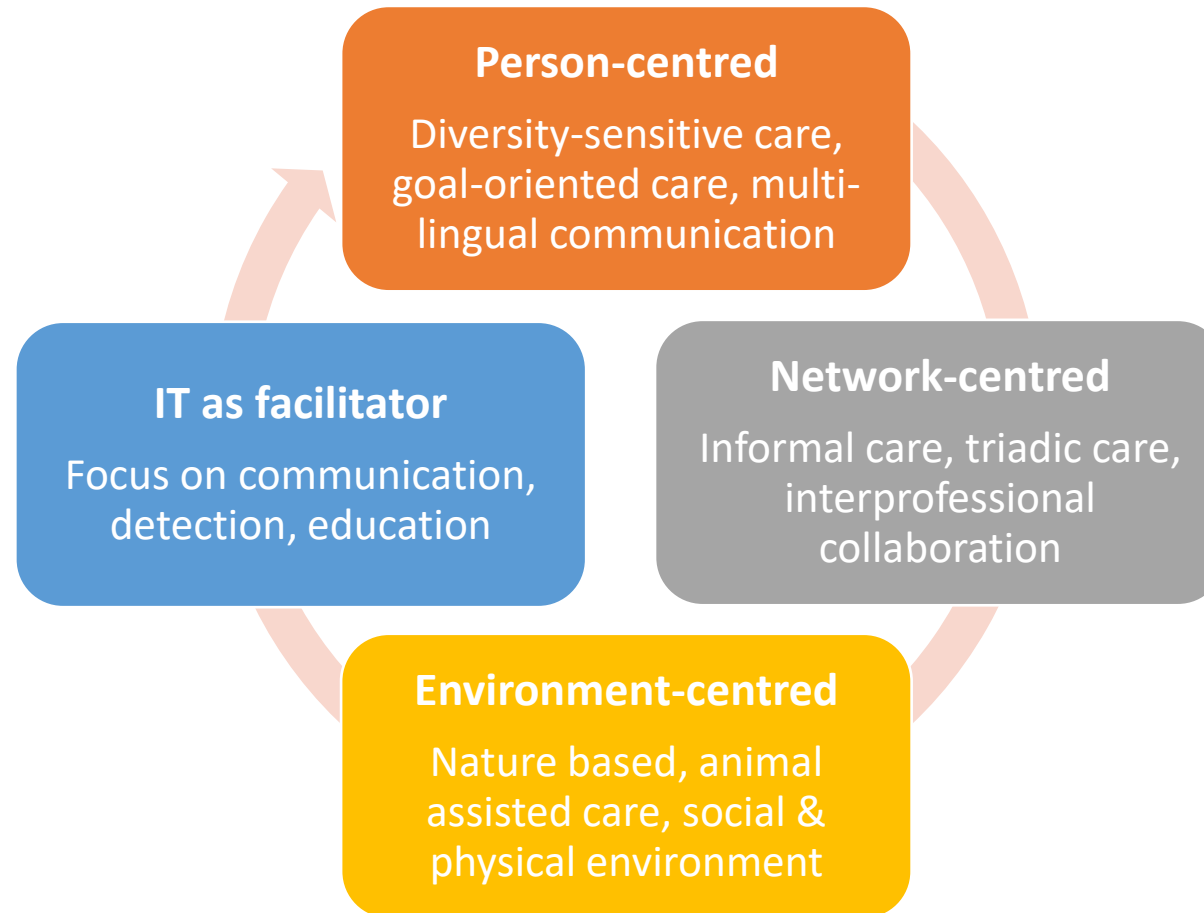 Person-centred
Diversity-sensitive care,
goal-oriented care, multi-
lingual communication
IT as facilitator
Focus on communication,
detection, education
Network-centred
Informal care, triadic care,
interprofessional
collaboration
Environment-centred
Nature based, animal
assisted care, social &
physical environment